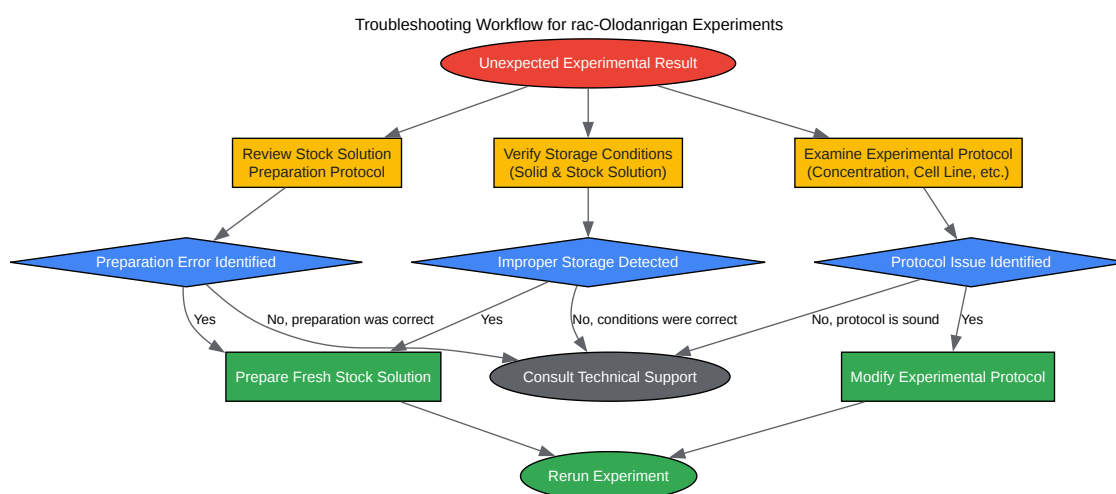 Troubleshooting Workflow for rac-Olodanrigan Experiments
Unexpected Experimental Result
Review Stock Solution
Preparation Protocol
Verify Storage Conditions
(Solid & Stock Solution)
Examine Experimental Protocol
(Concentration, Cell Line, etc.)
Preparation Error Identified
Improper Storage Detected
Protocol Issue Identified
Yes
No, preparation was correct
Yes
No, conditions were correct
No, protocol is sound
Yes
Prepare Fresh Stock Solution
Consult Technical Support
Modify Experimental Protocol
Rerun Experiment